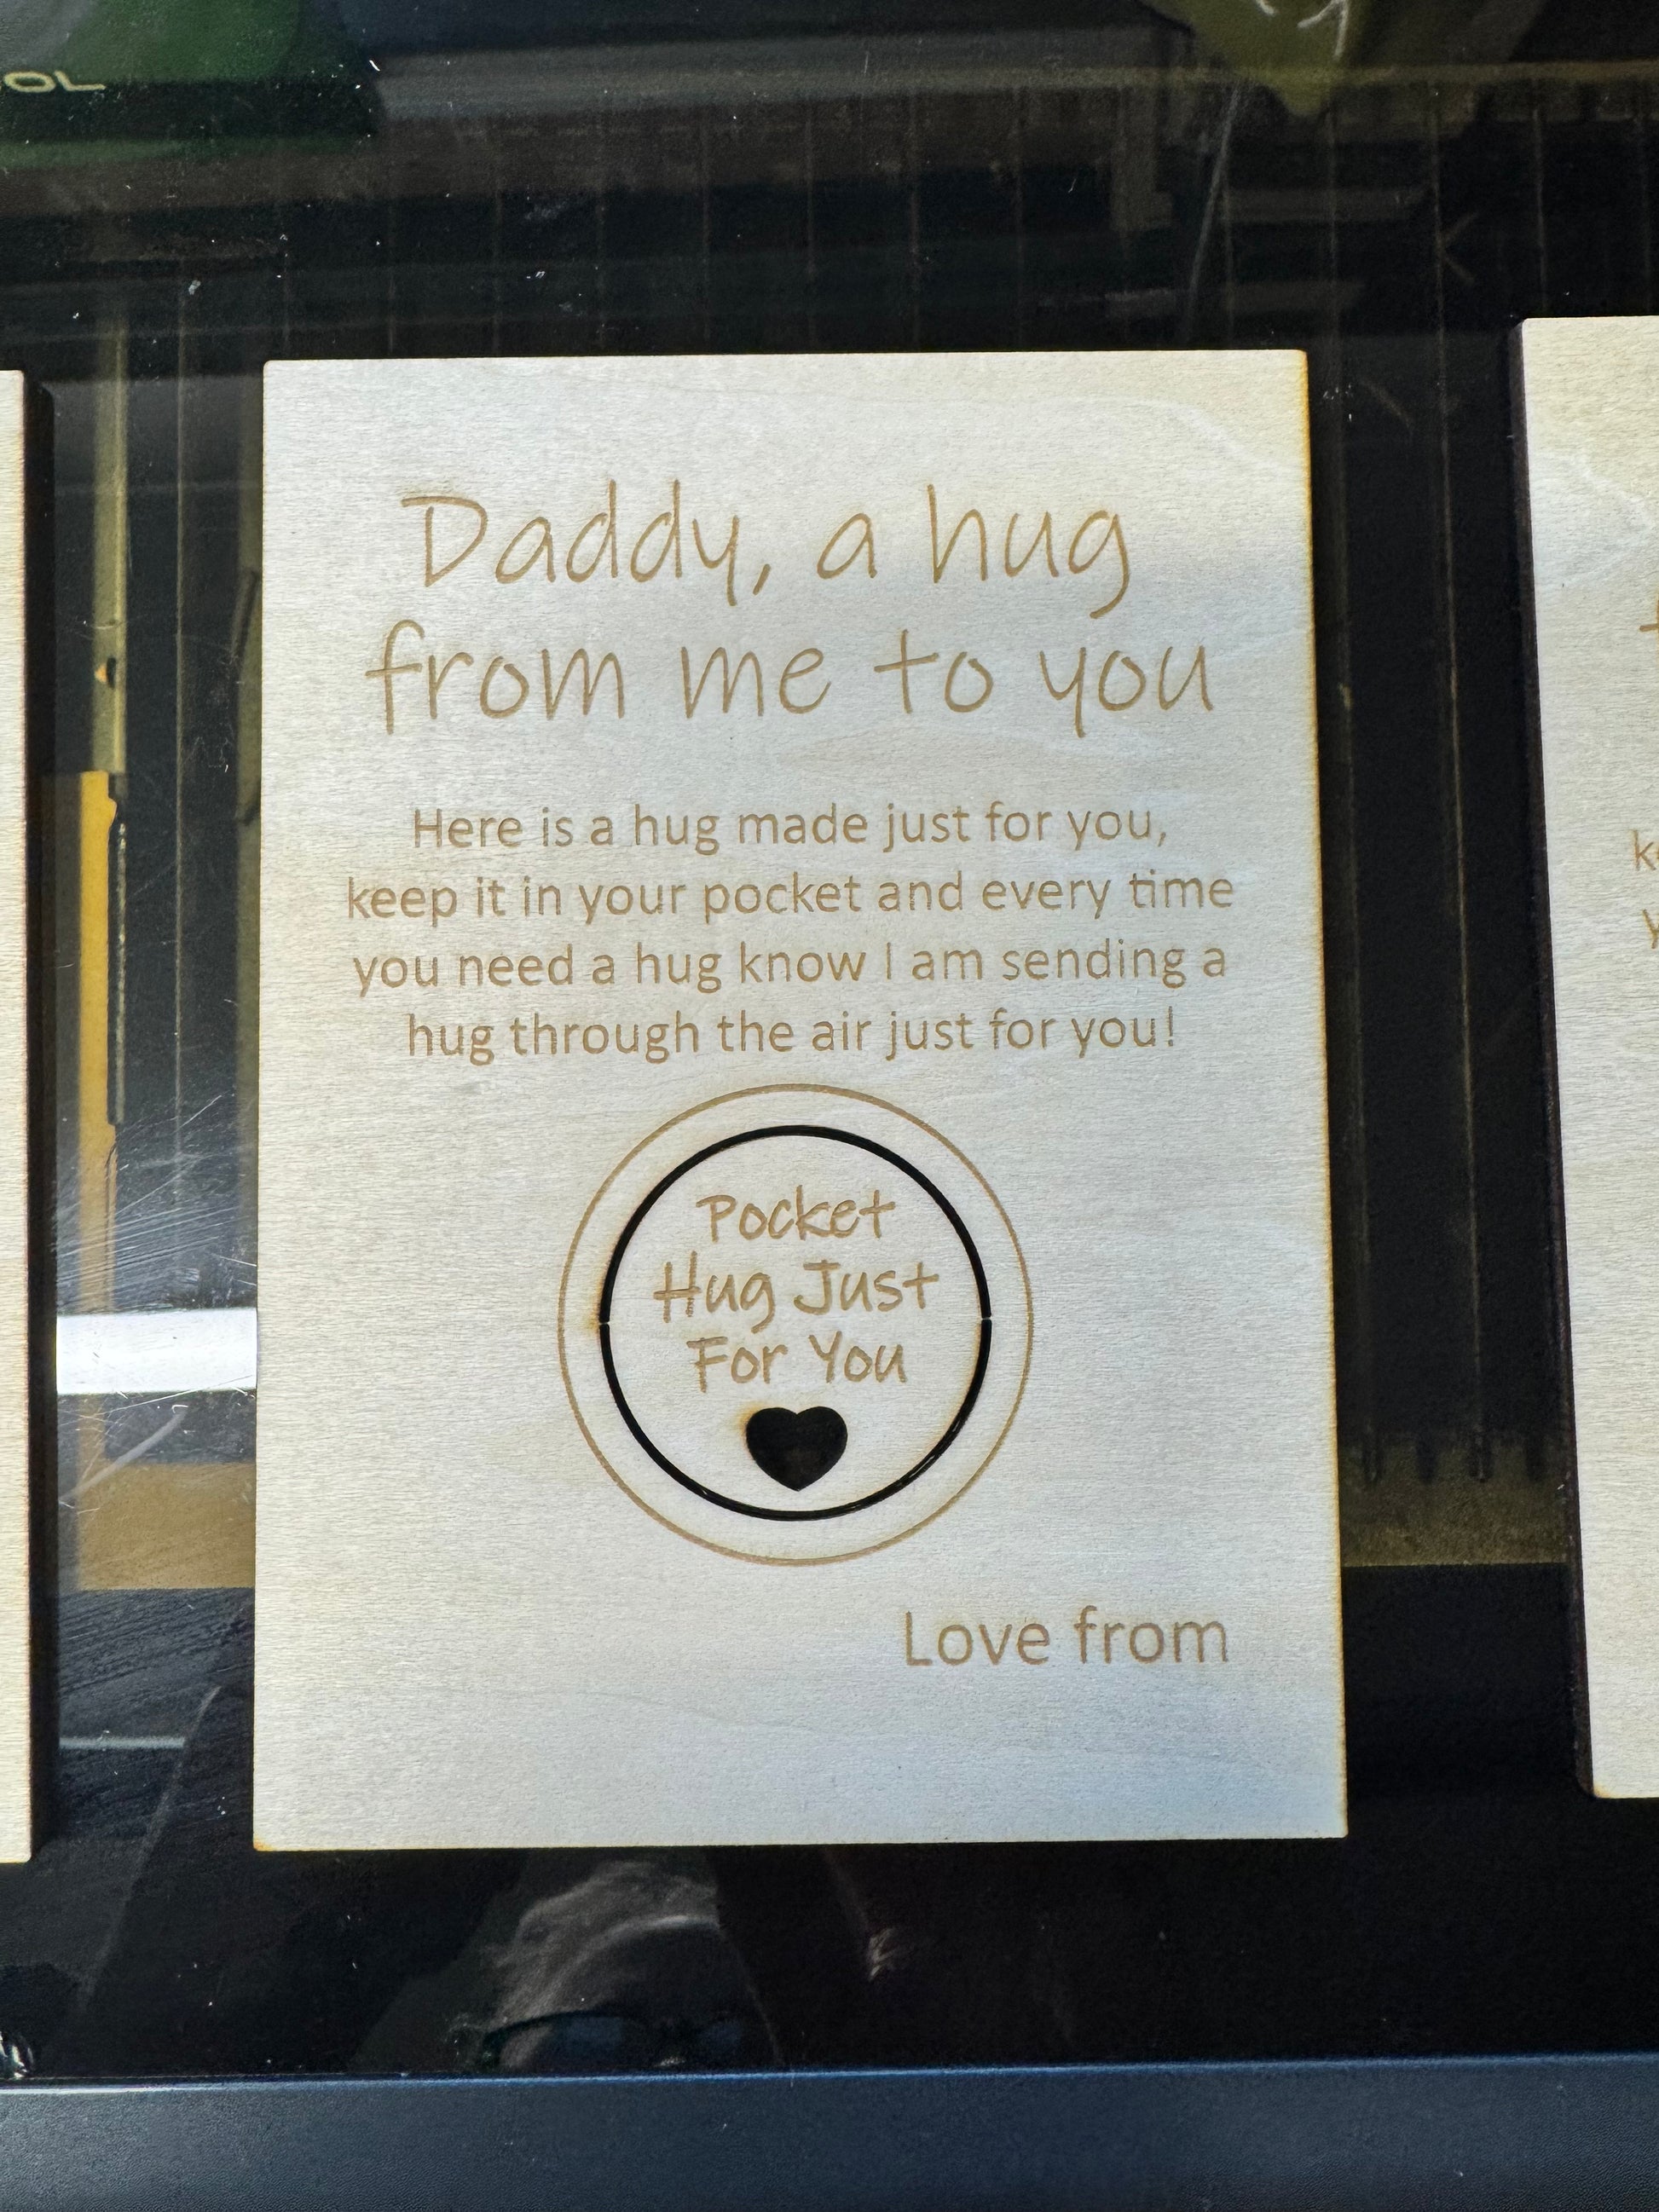 Daddy, a hug
from me to you
Here is a hug made just for you,
keep it in your pocket and every time
you need a hug know I am sending a
hug through the air just for you!
Pocket
Hug Just
For You
Love from